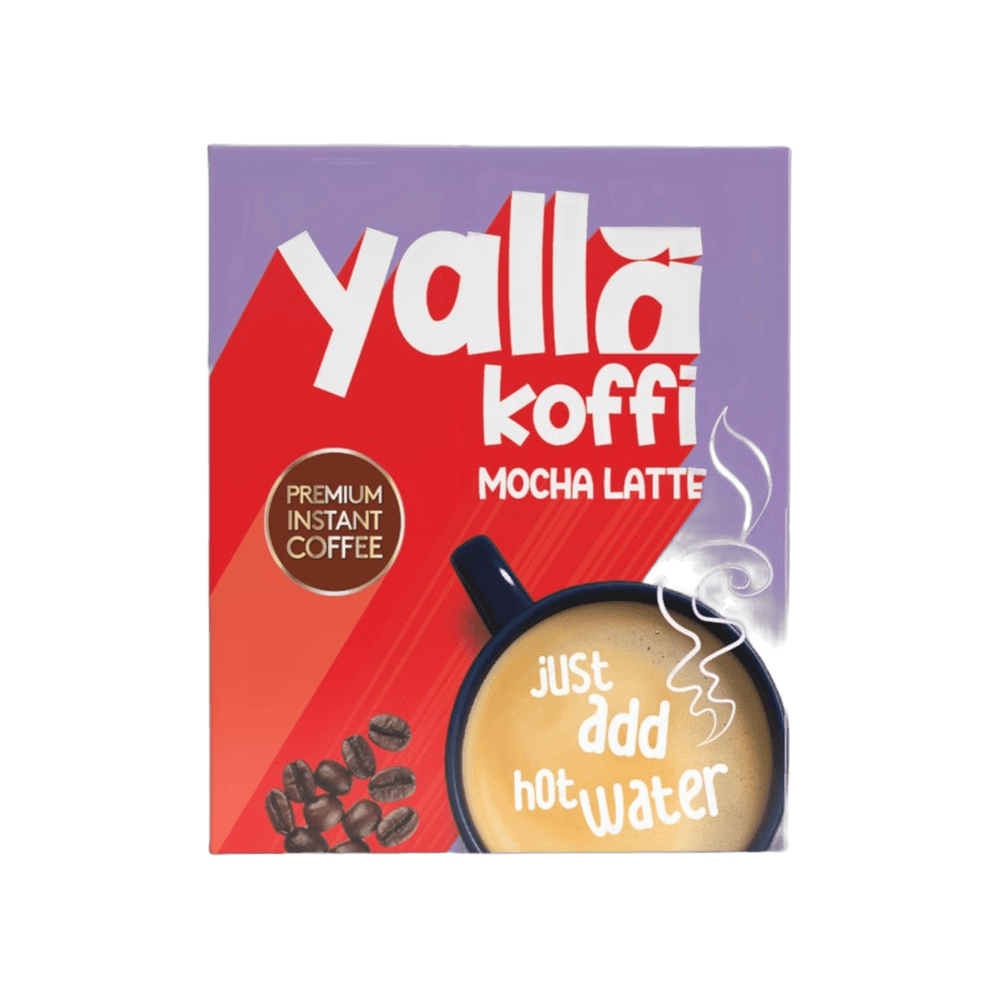 yallā
koffi
MOCHA LATTE
PREMIUM
INSTANT
COFFEE
just
add
hot water